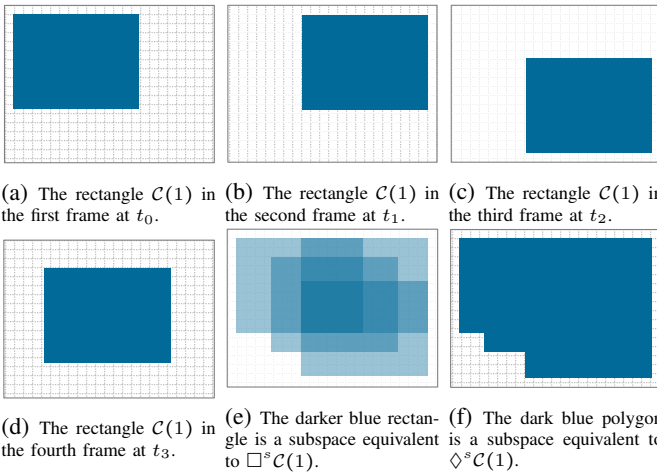 (a) The rectangle C(1) in
the first frame at t₀.
(b) The rectangle C(1) in
the second frame at t₁.
(c) The rectangle C(1) in
the third frame at t₂.
(d) The rectangle C(1) in
the fourth frame at t₃.
(e) The darker blue rectan-
gle is a subspace equivalent
to □ˢC(1).
(f) The dark blue polygon
is a subspace equivalent to
◇ˢC(1).